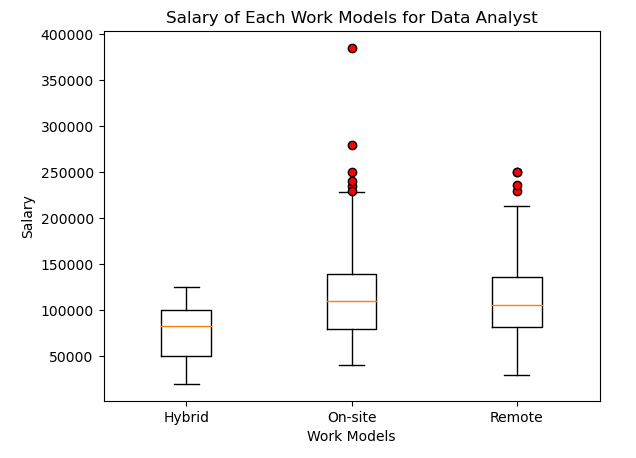 Salary of Each Work Models for Data Analyst
400000
350000
300000
250000
200000
150000
100000
50000
Salary
Hybrid
On-site
Remote
Work Models